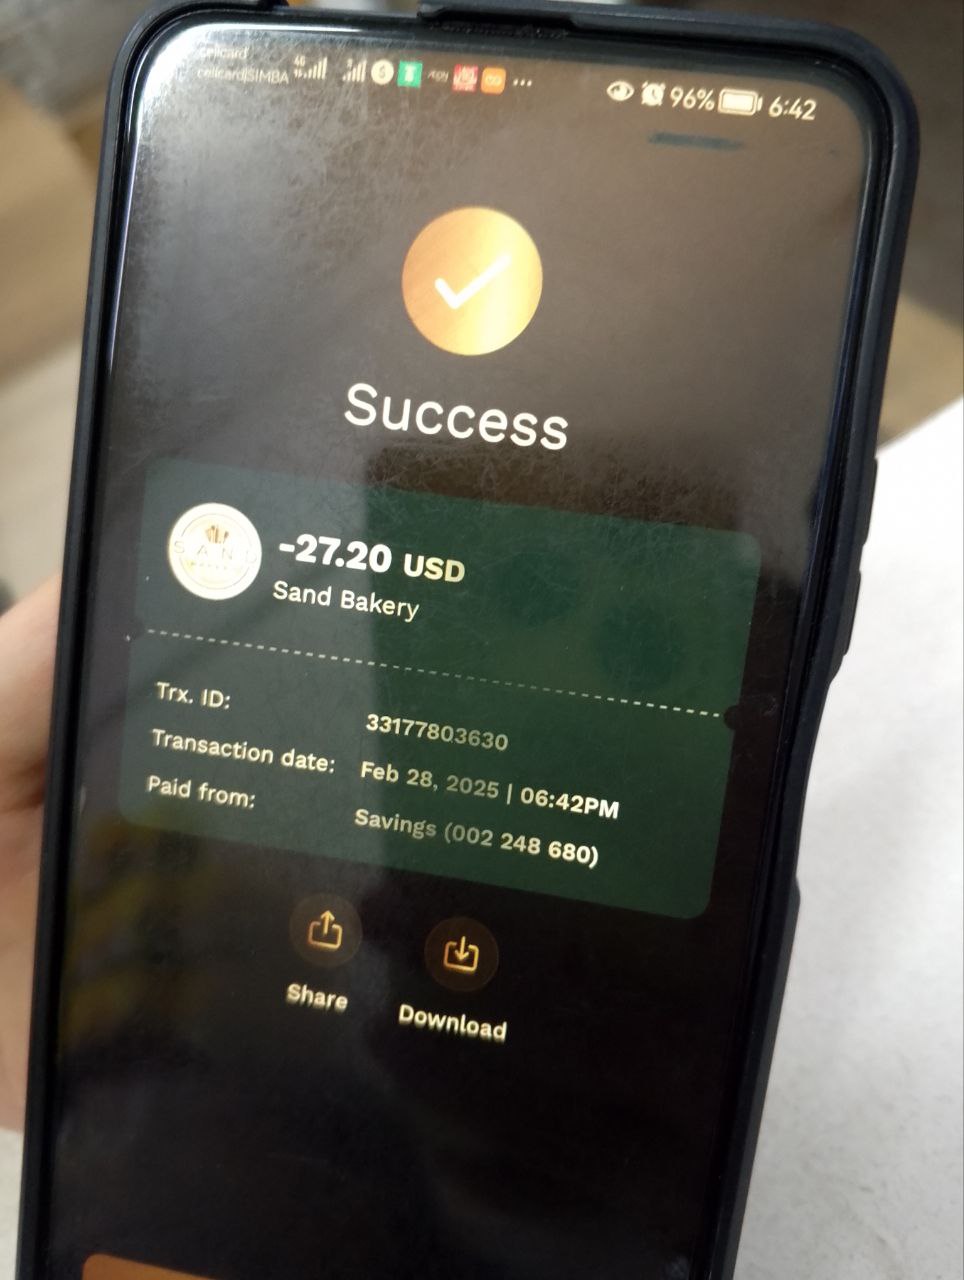 cellcard
cellcard|SIMBA
96% 6:42
Success
SAND
-27.20 USD
Sand Bakery
Trx. ID: 33177803630
Transaction date: Feb 28, 2025 | 06:42PM
Paid from: Savings (002 248 680)
Share
Download